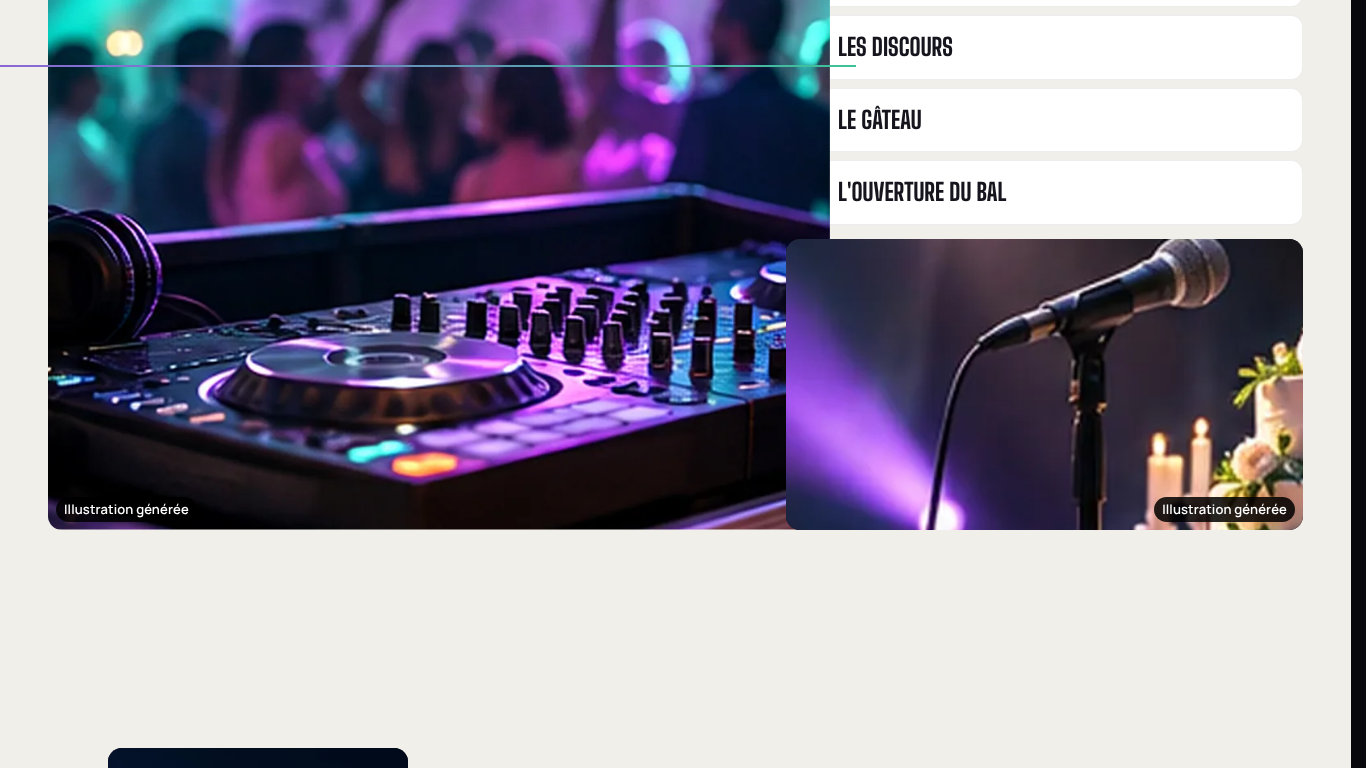 LES DISCOURS
LE GÂTEAU
L'OUVERTURE DU BAL
Illustration générée
Illustration générée